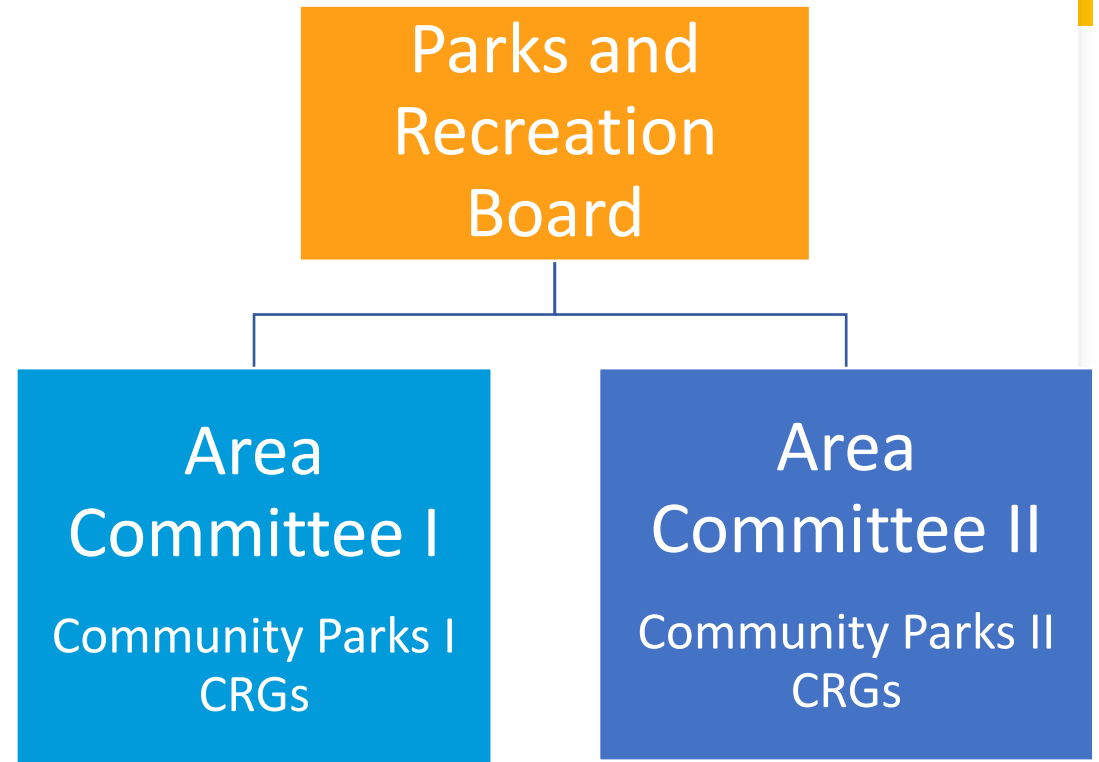 Parks and
Recreation
Board
Area
Committee I
Community Parks I
CRGs
Area
Committee II
Community Parks II
CRGs